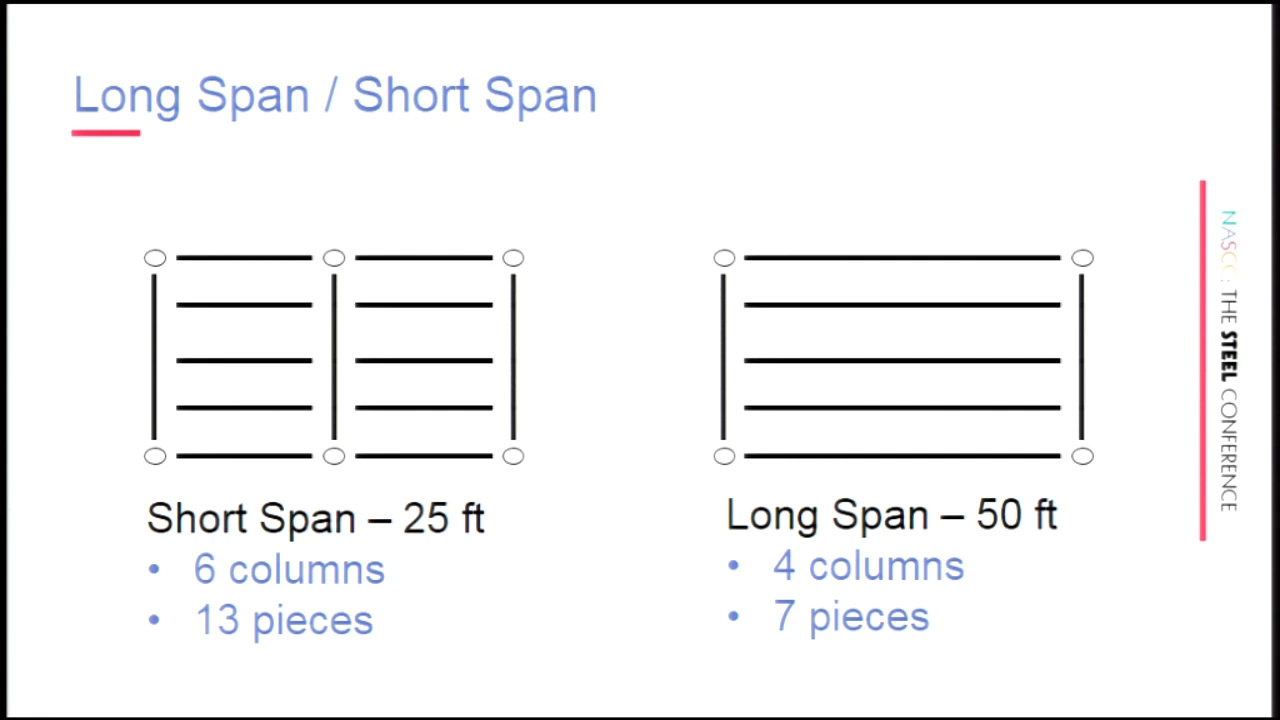 Long Span / Short Span
Short Span – 25 ft
• 6 columns
• 13 pieces
Long Span – 50 ft
• 4 columns
• 7 pieces
NASCC : THE STEEL CONFERENCE